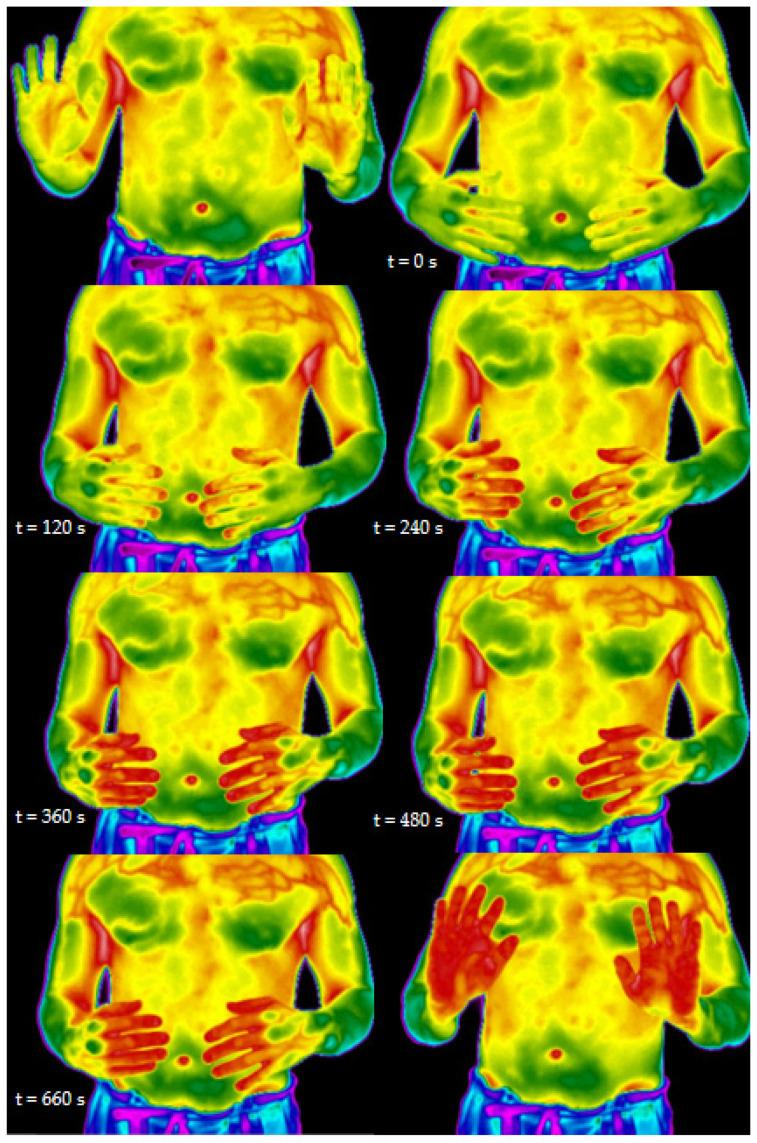 t = 0 s
t = 120 s
t = 240 s
t = 360 s
t = 480 s
t = 660 s